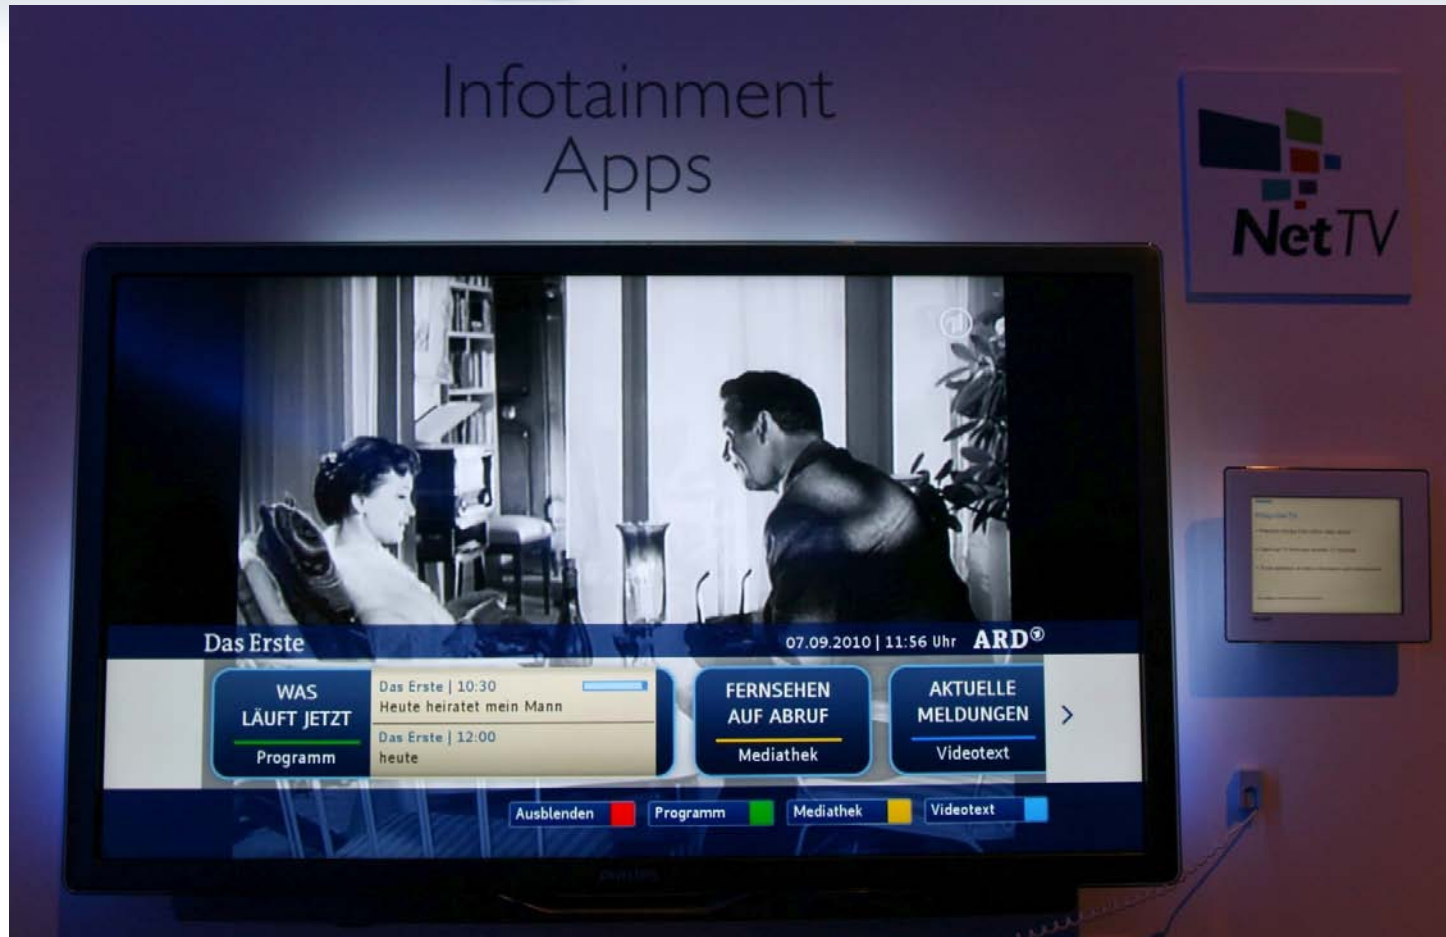 Infotainment
Apps
NetTV
Das Erste
07.09.2010 | 11:56 Uhr ARD
WAS
LÄUFT JETZT
Programm
Das Erste | 10:30
Heute heiratet mein Mann
Das Erste | 12:00
heute
FERNSEHEN
AUF ABRUF
Mediathek
AKTUELLE
MELDUNGEN
Videotext
>
Ausblenden
Programm
Mediathek
Videotext
PHILIPS